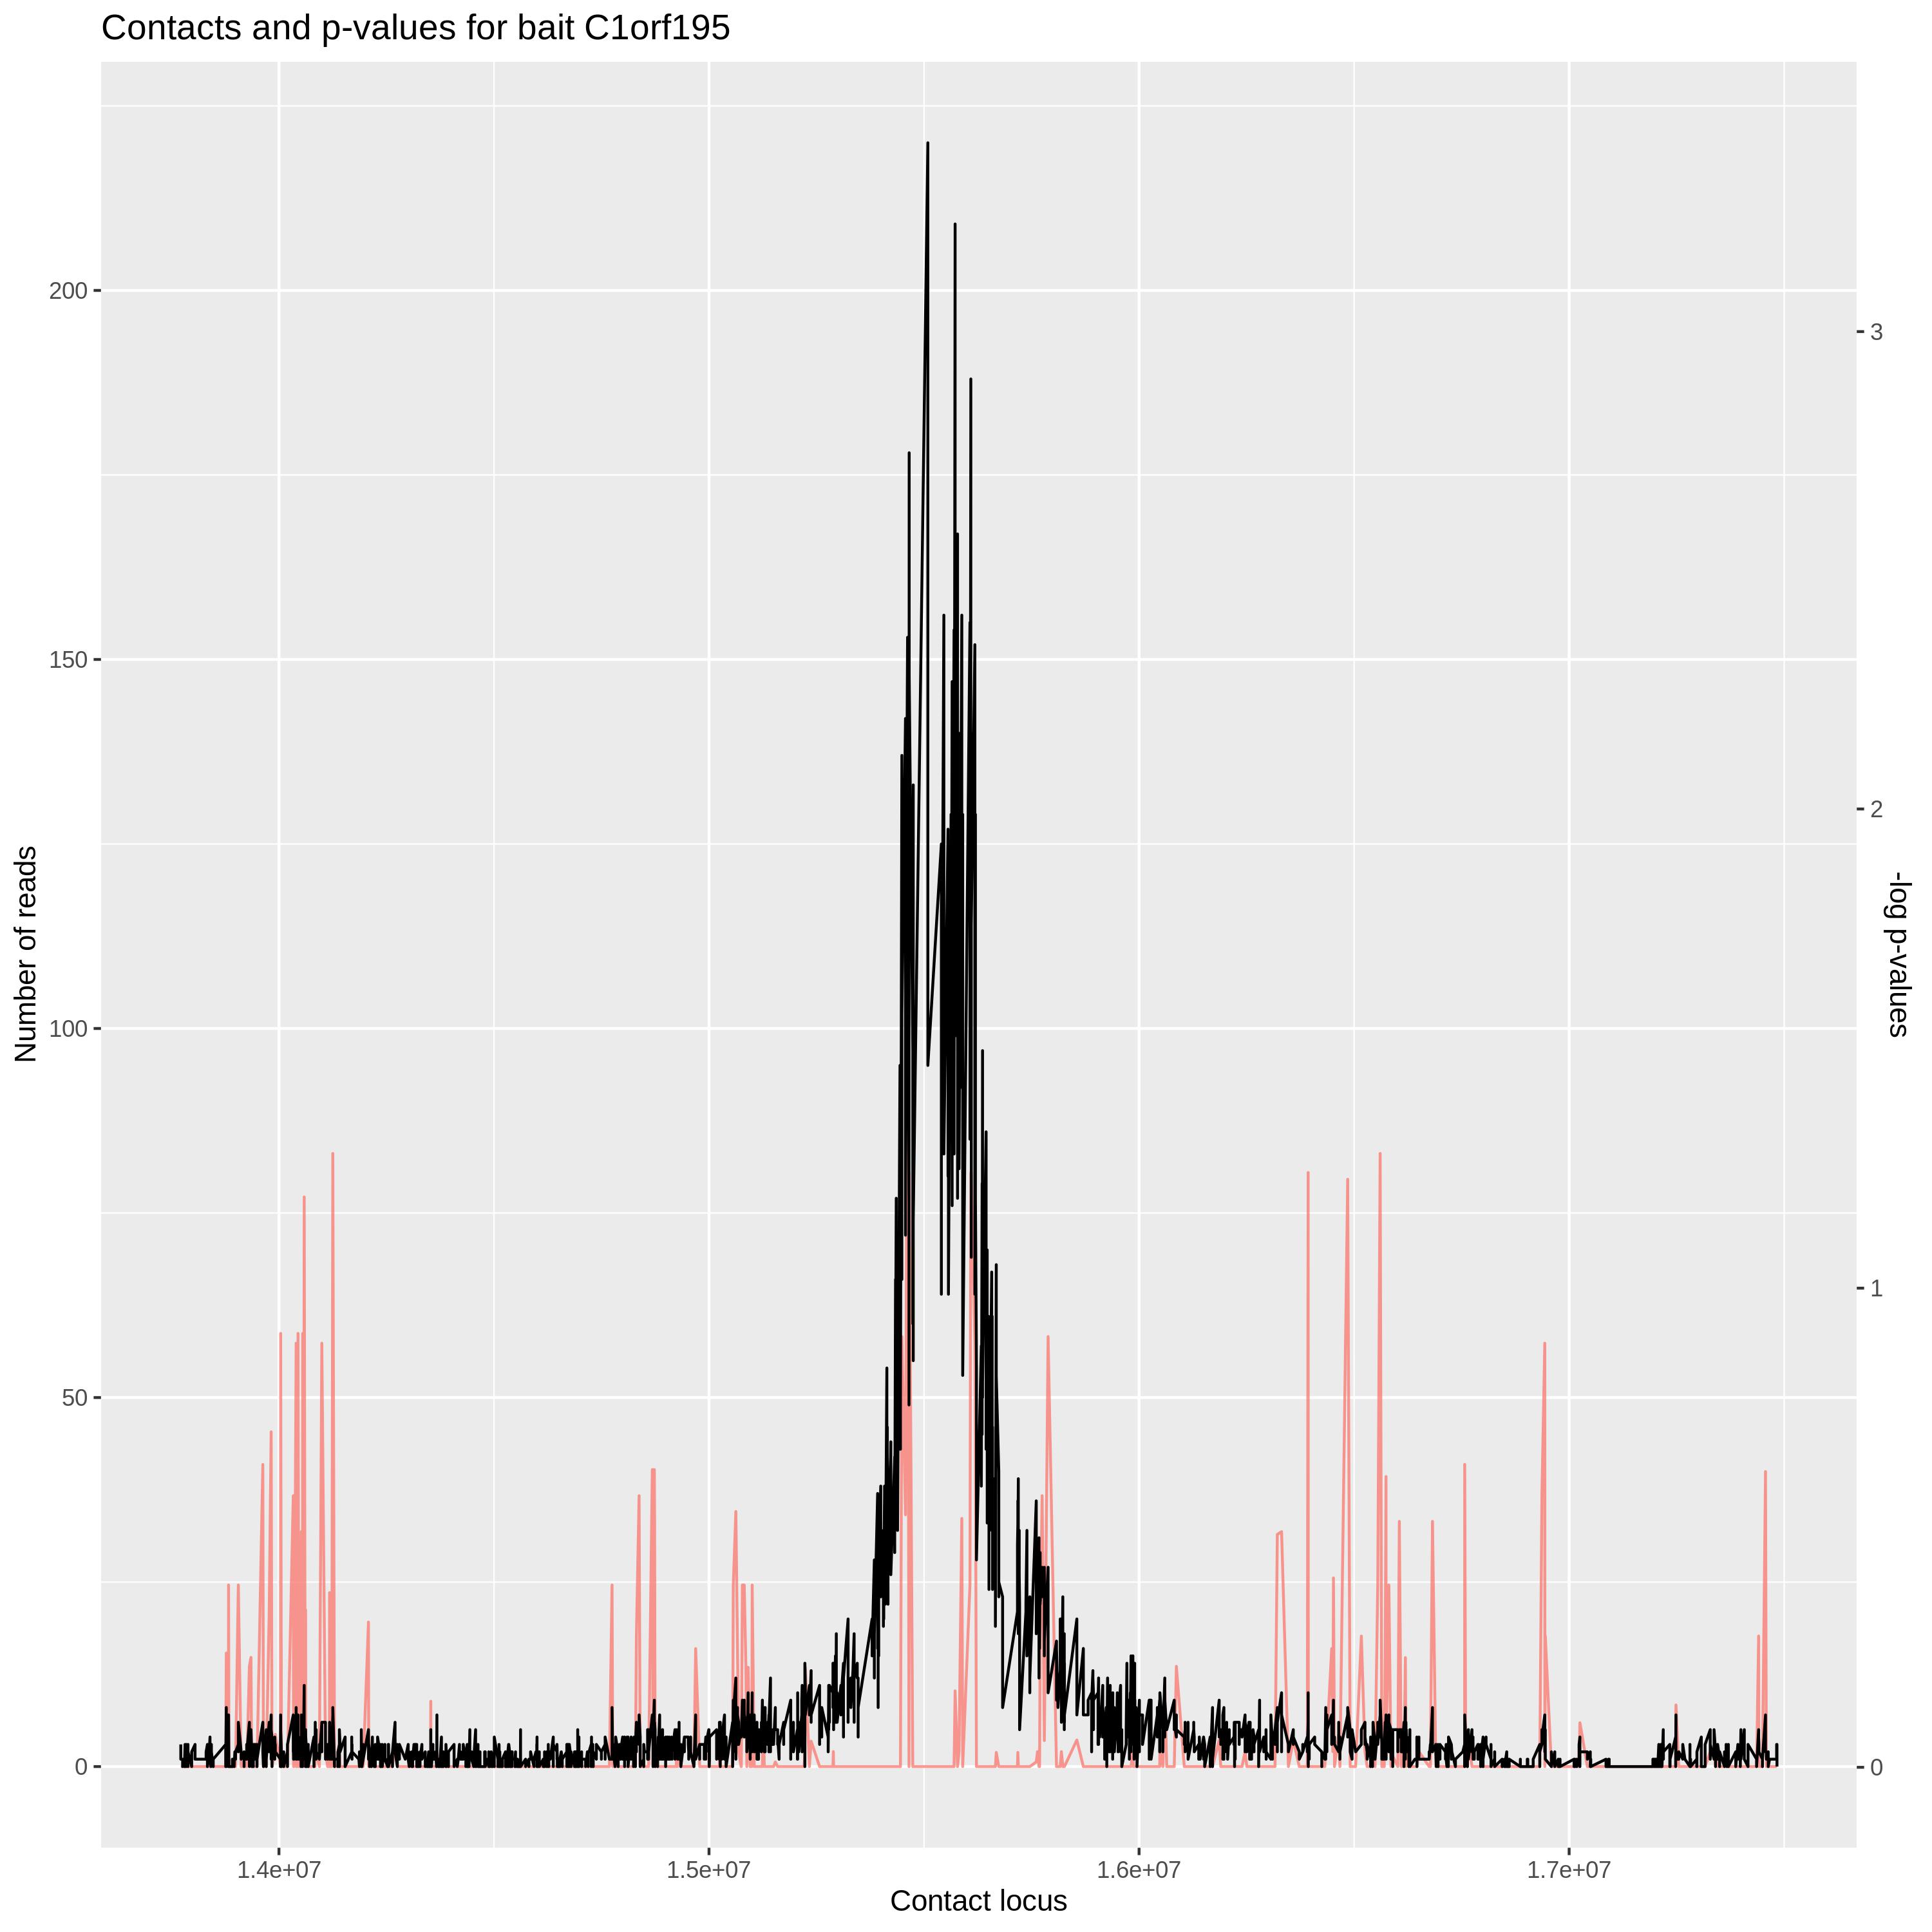 Contacts and p-values for bait C1orf195
Number of reads
200
150
100
50
0
3
2
1
0
-log p-values
1.4e+07 1.5e+07 1.6e+07 1.7e+07
Contact locus